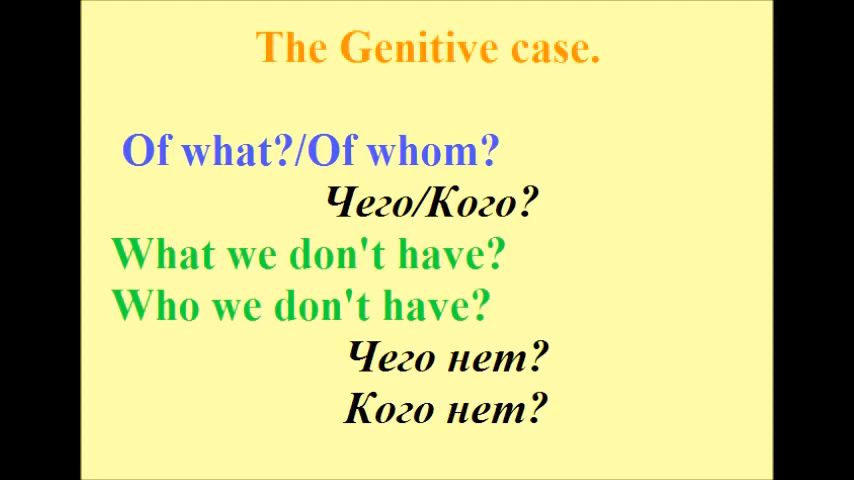 The Genitive case.
Of what?/Of whom?
Чего/Кого?
What we don't have?
Who we don't have?
Чего нет?
Кого нет?